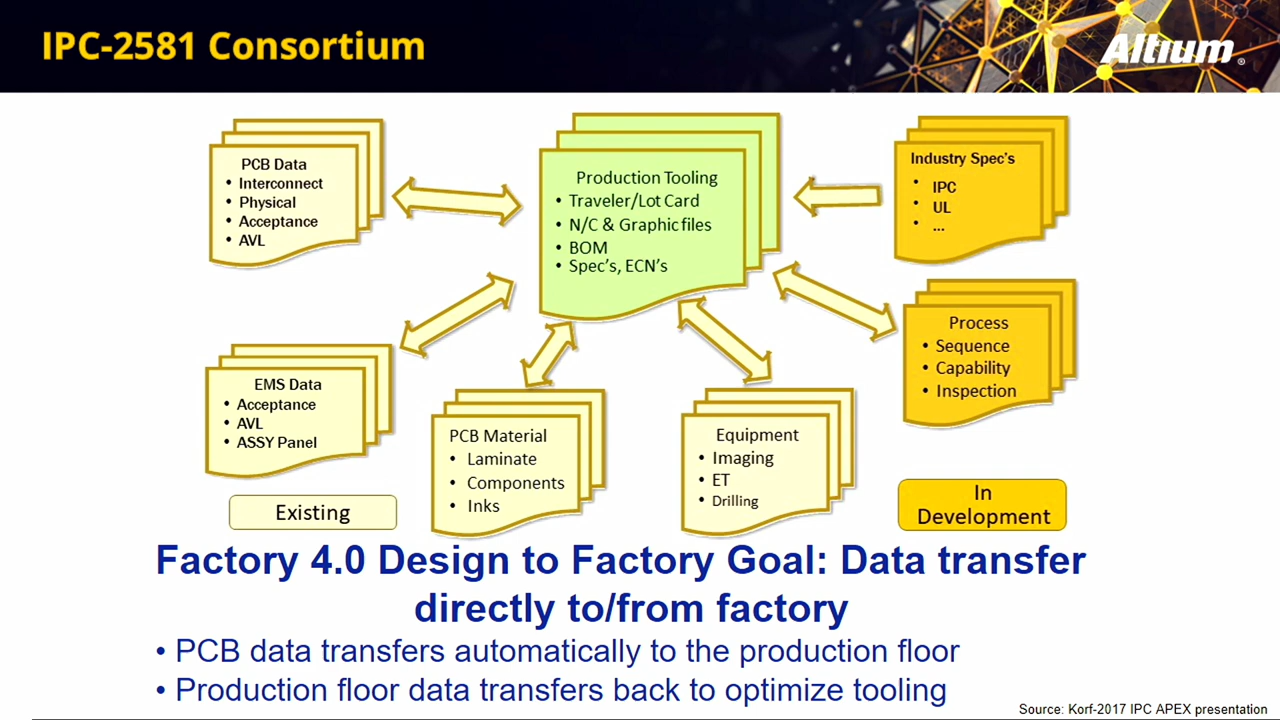 IPC-2581 Consortium
Altium®
PCB Data
• Interconnect
• Physical
• Acceptance
• AVL
Production Tooling
• Traveler/Lot Card
• N/C & Graphic files
• BOM
• Spec’s, ECN’s
Industry Spec’s
• IPC
• UL
• ...
Process
• Sequence
• Capability
• Inspection
EMS Data
• Acceptance
• AVL
• ASSY Panel
PCB Material
• Laminate
• Components
• Inks
Equipment
• Imaging
• ET
• Drilling
Existing
In
Development
Factory 4.0 Design to Factory Goal: Data transfer
directly to/from factory
• PCB data transfers automatically to the production floor
• Production floor data transfers back to optimize tooling
Source: Korf-2017 IPC APEX presentation